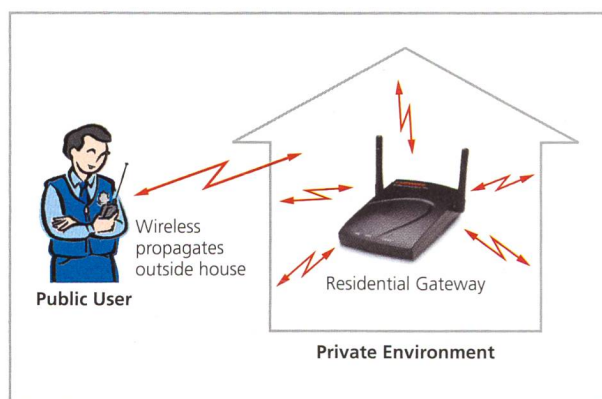 Wireless
propagates
outside house
Public User
Residential Gateway
Private Environment